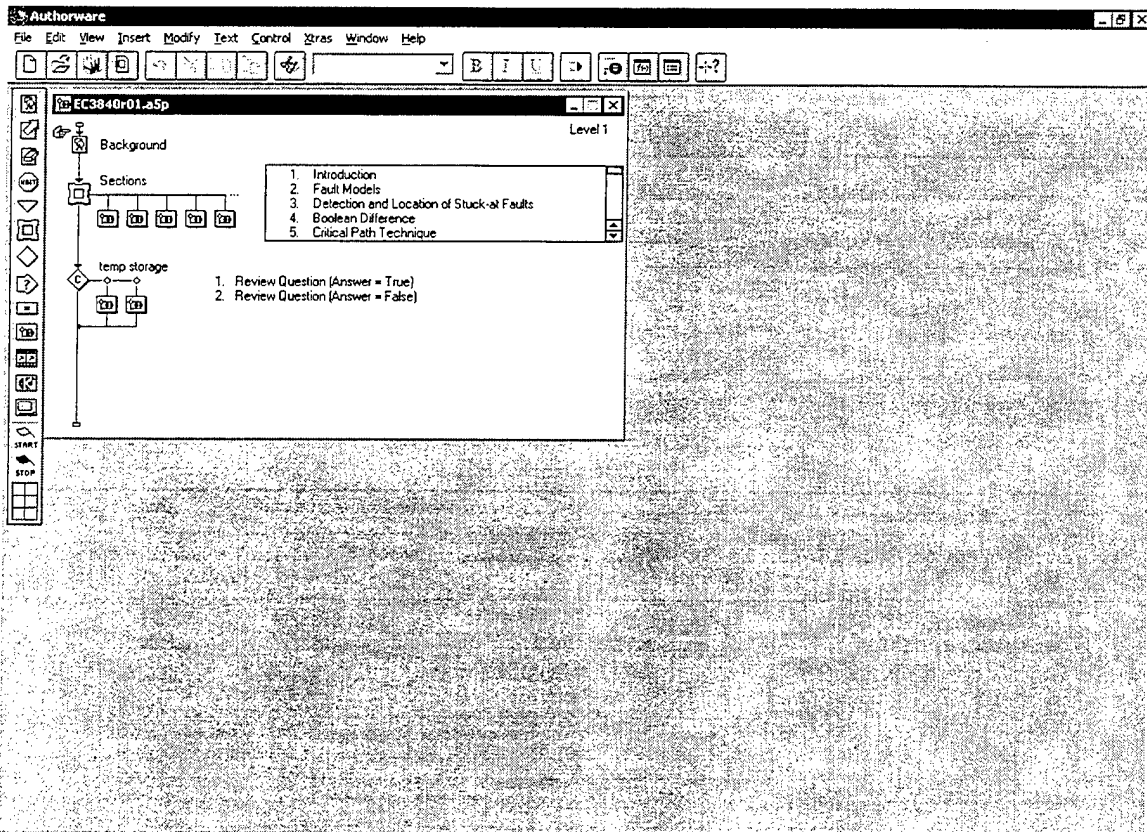 Authorware
File Edit View Insert Modify Text Control Xtras Window Help
B I U
EC3840r01.a5p
Level 1
Background
Sections
1. Introduction
2. Fault Models
3. Detection and Location of Stuck-at Faults
4. Boolean Difference
5. Critical Path Technique
temp storage
1. Review Question (Answer = True)
2. Review Question (Answer = False)
C
WAIT
?
=
START
STOP